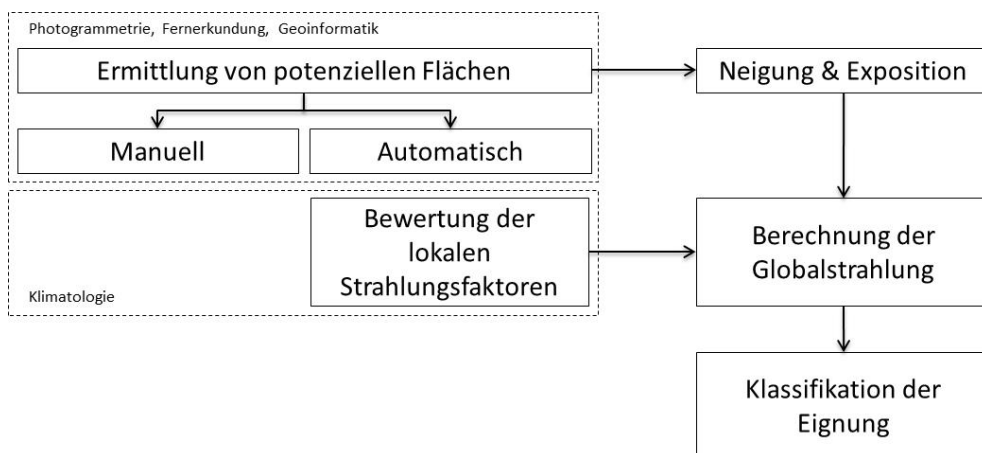 Photogrammetrie, Fernerkundung, Geoinformatik
Ermittlung von potenziellen Flächen
Neigung & Exposition
Manuell
Automatisch
Bewertung der
lokalen
Strahlungsfaktoren
Klimatologie
Berechnung der
Globalstrahlung
Klassifikation der
Eignung